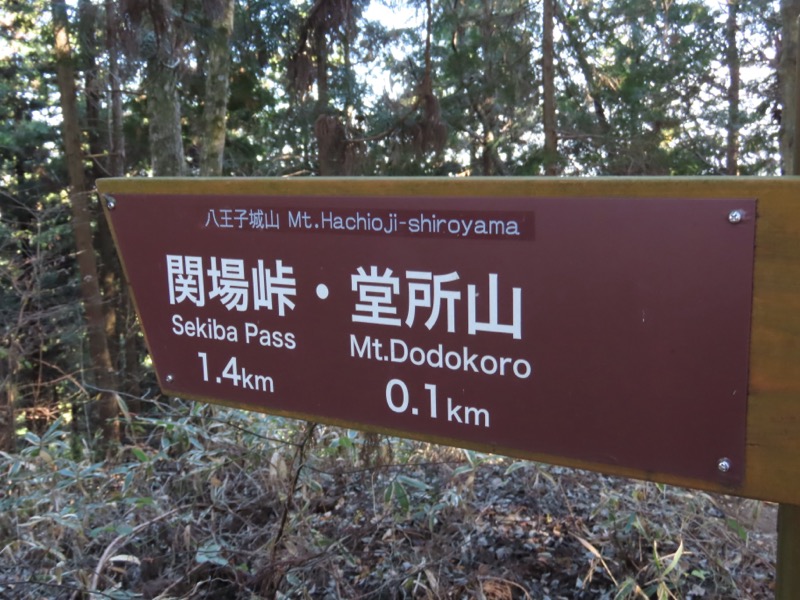 八王子城山 Mt.Hachioji-shiroyama
関場峠・堂所山
Sekiba Pass Mt.Dodokoro
1.4km 0.1km